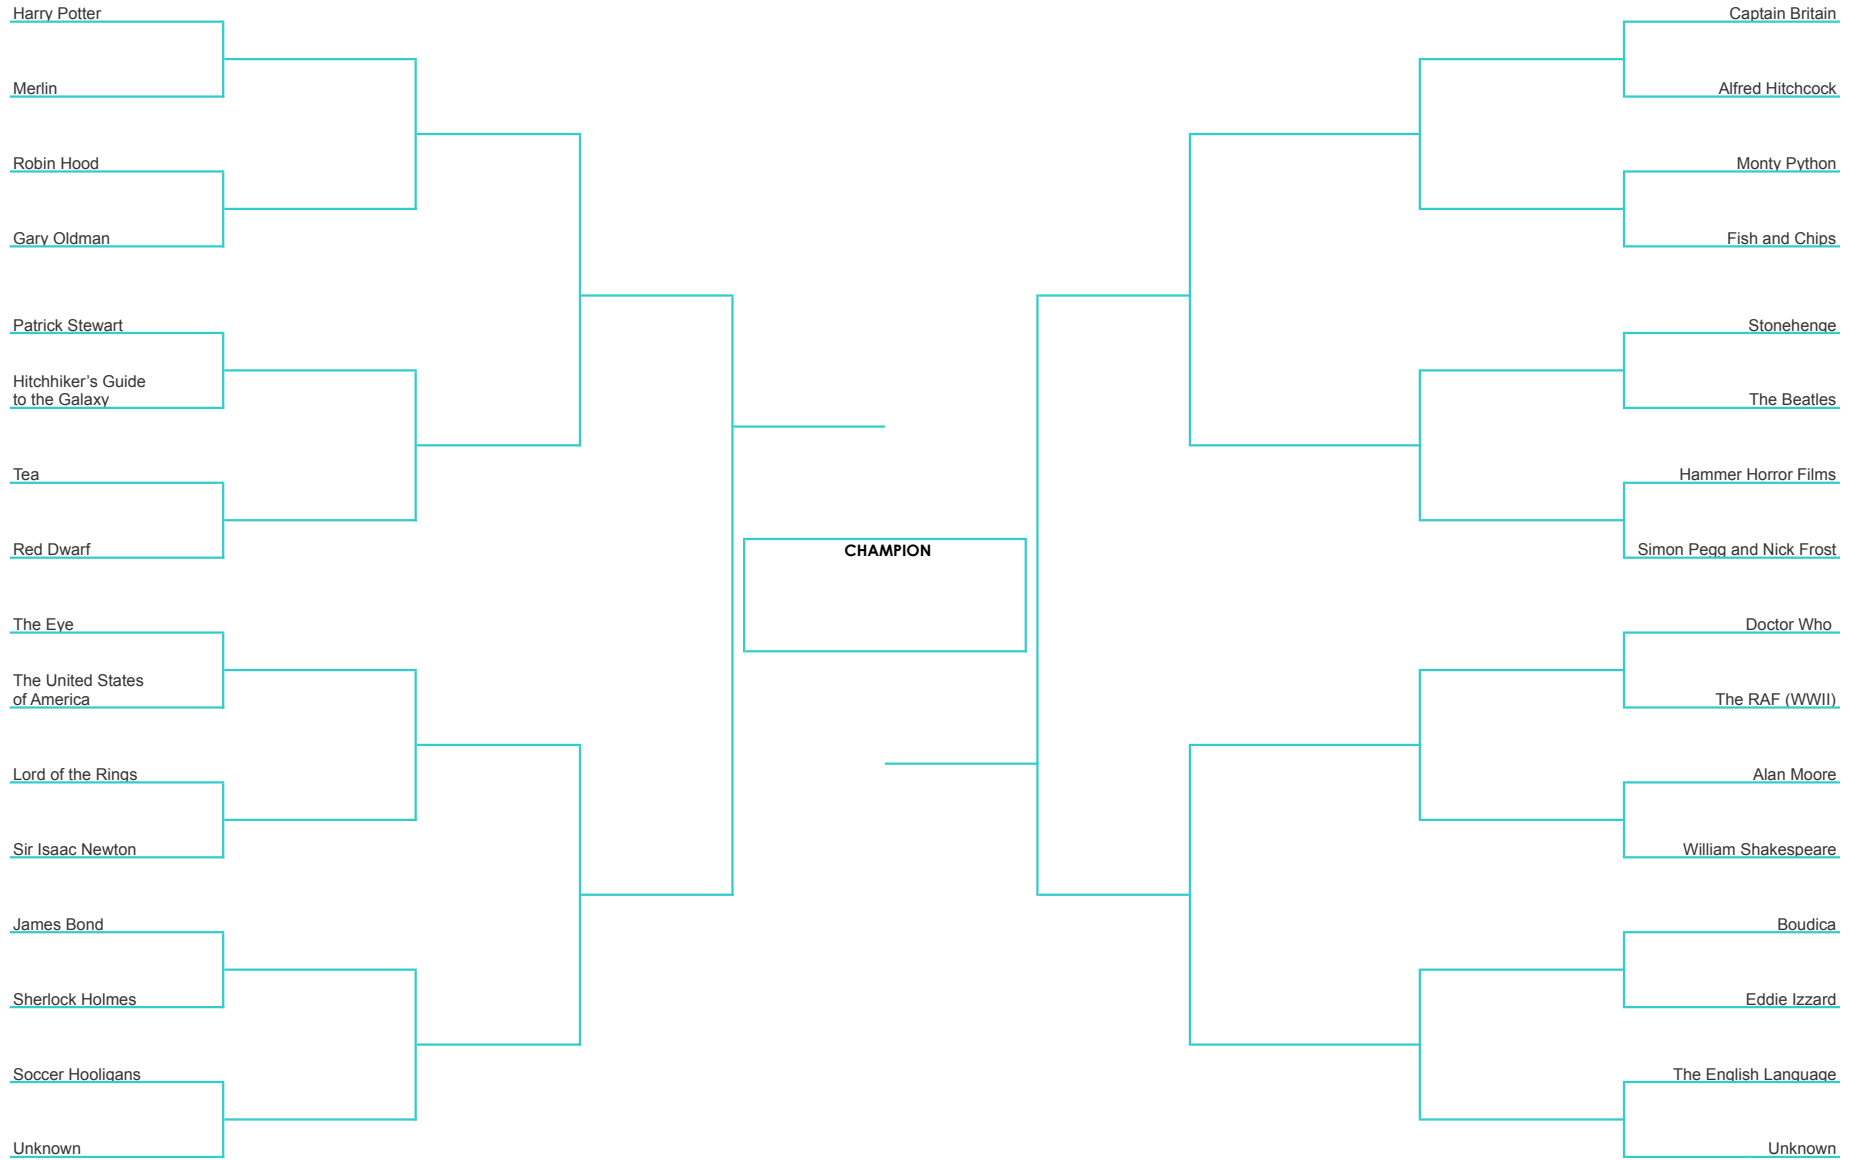 Harry Potter
Merlin
Robin Hood
Gary Oldman
Patrick Stewart
Hitchhiker’s Guide
to the Galaxy
Tea
Red Dwarf
The Eye
The United States
of America
Lord of the Rings
Sir Isaac Newton
James Bond
Sherlock Holmes
Soccer Hooligans
Unknown
CHAMPION
Captain Britain
Alfred Hitchcock
Monty Python
Fish and Chips
Stonehenge
The Beatles
Hammer Horror Films
Simon Pegg and Nick Frost
Doctor Who
The RAF (WWII)
Alan Moore
William Shakespeare
Boudica
Eddie Izzard
The English Language
Unknown